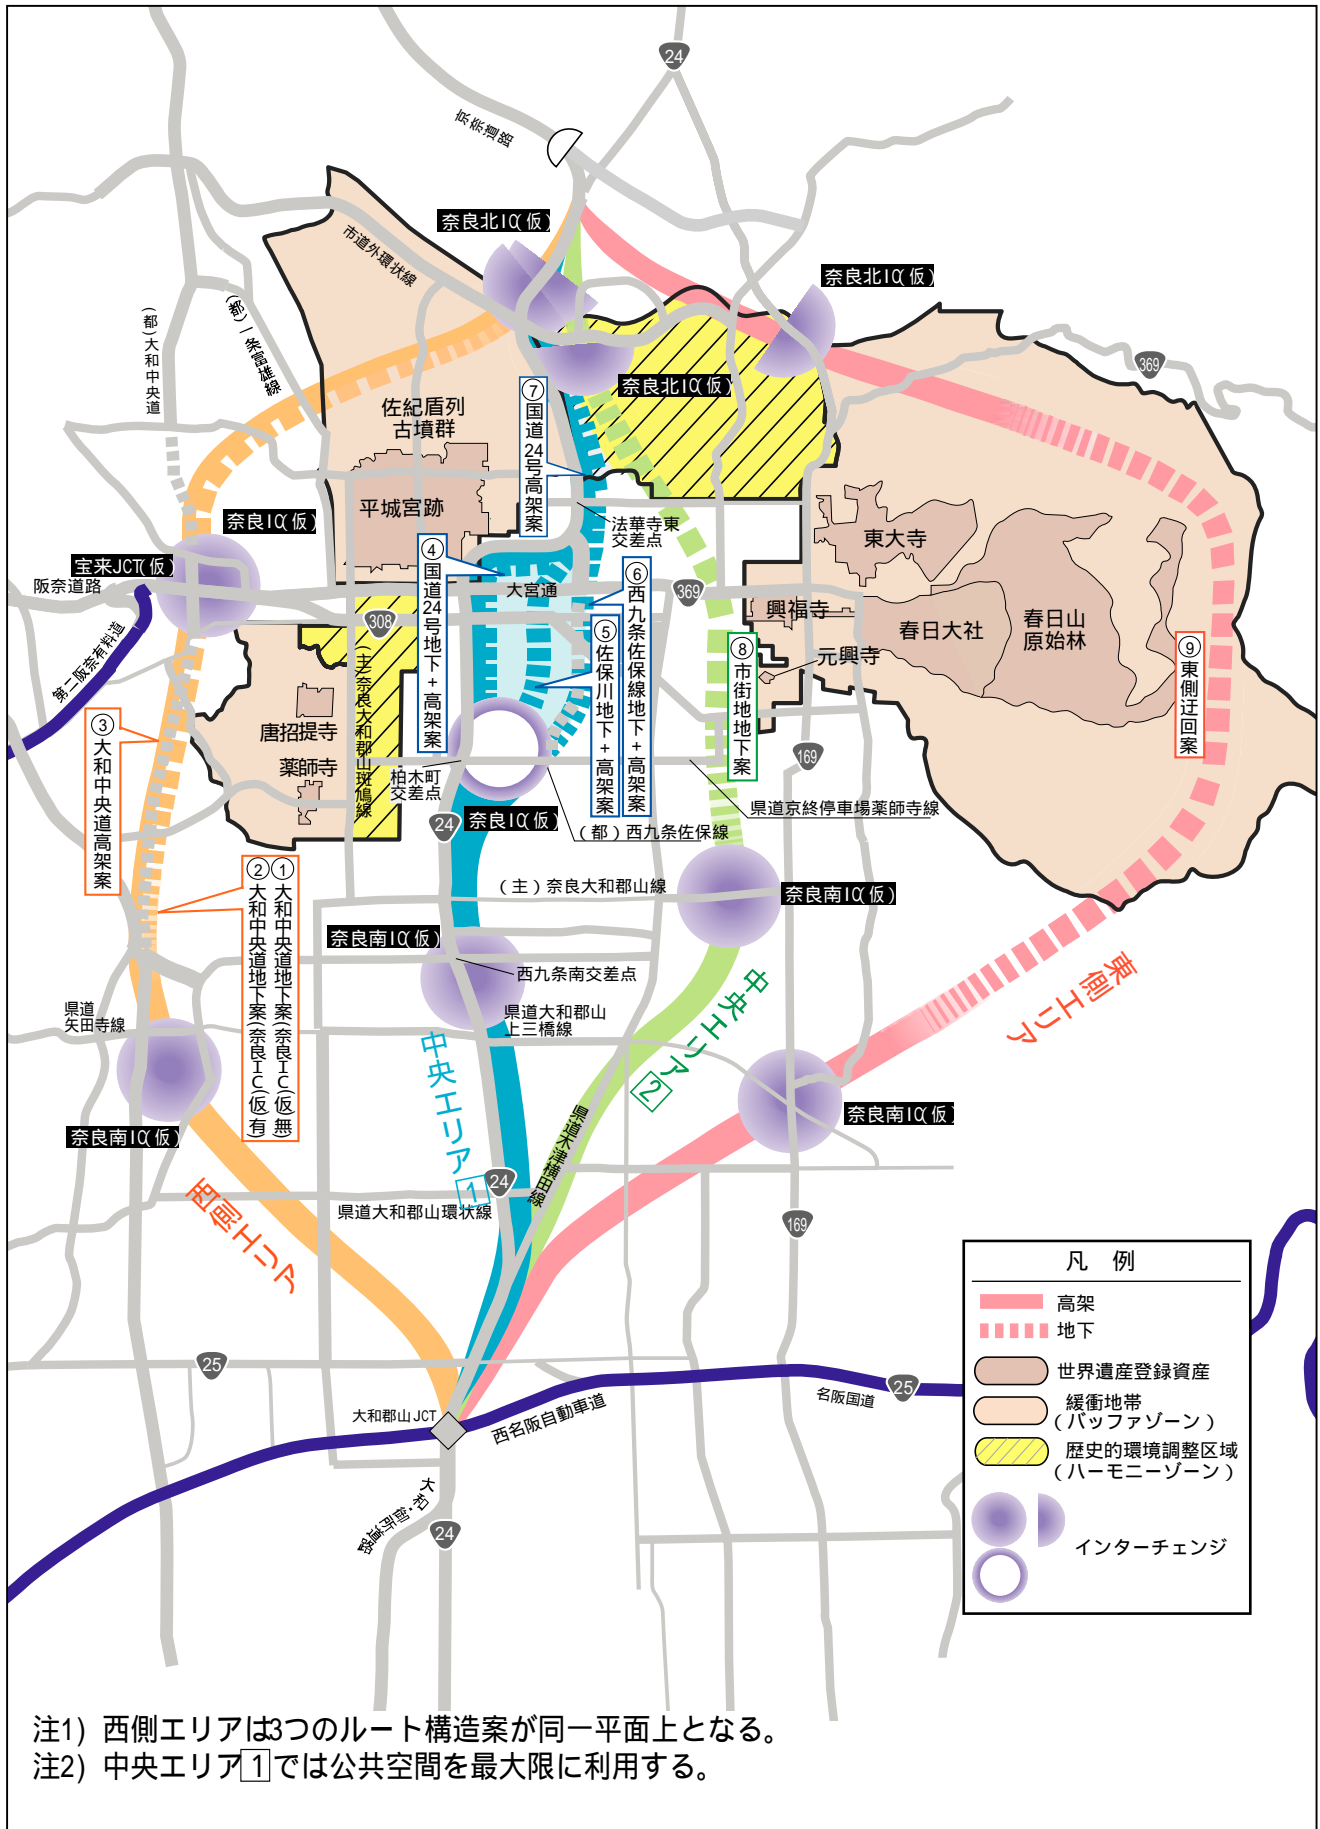 24
京奈道路
奈良北IC(仮)
市道外環状線
奈良北IC(仮)
(都)大和中央道
(都)一条富雄線
369
奈良北IC(仮)
⑦国道24号高架案
佐紀盾列
古墳群
平城宮跡
奈良IC(仮)
法華寺東
交差点
東大寺
宝来JCT(仮)
阪奈道路
④国道24号地下+高架案
大宮通
⑥西九条佐保線地下+高架案
369
308
興福寺
春日大社
春日山
原始林
⑤佐保川地下+高架案
⑧市街地地下案
元興寺
⑨東側迂回案
第二阪奈有料道
(主)奈良大和郡山斑鳩線
③大和中央道高架案
唐招提寺
薬師寺
柏木町
交差点
169
24
奈良IC(仮)
県道京終停車場薬師寺線
(都)西九条佐保線
①大和中央道地下案(奈良IC(仮)無)
②大和中央道地下案(奈良IC(仮)有)
(主)奈良大和郡山線
奈良南IC(仮)
奈良南IC(仮)
西九条南交差点
中央エリア2
東側エリア
県道
矢田寺線
県道大和郡山
上三橋線
中央エリア1
奈良南IC(仮)
奈良南IC(仮)
県道木津横田線
24
西側エリア
県道大和郡山環状線
169
凡 例
高架
地下
世界遺産登録資産
緩衝地帯
(バッファゾーン)
歴史的環境調整区域
(ハーモニーゾーン)
インターチェンジ
25
25
名阪国道
大和郡山JCT
西名阪自動車道
大和・御所道路
24
注1) 西側エリアは3つのルート構造案が同一平面上となる。
注2) 中央エリア1では公共空間を最大限に利用する。